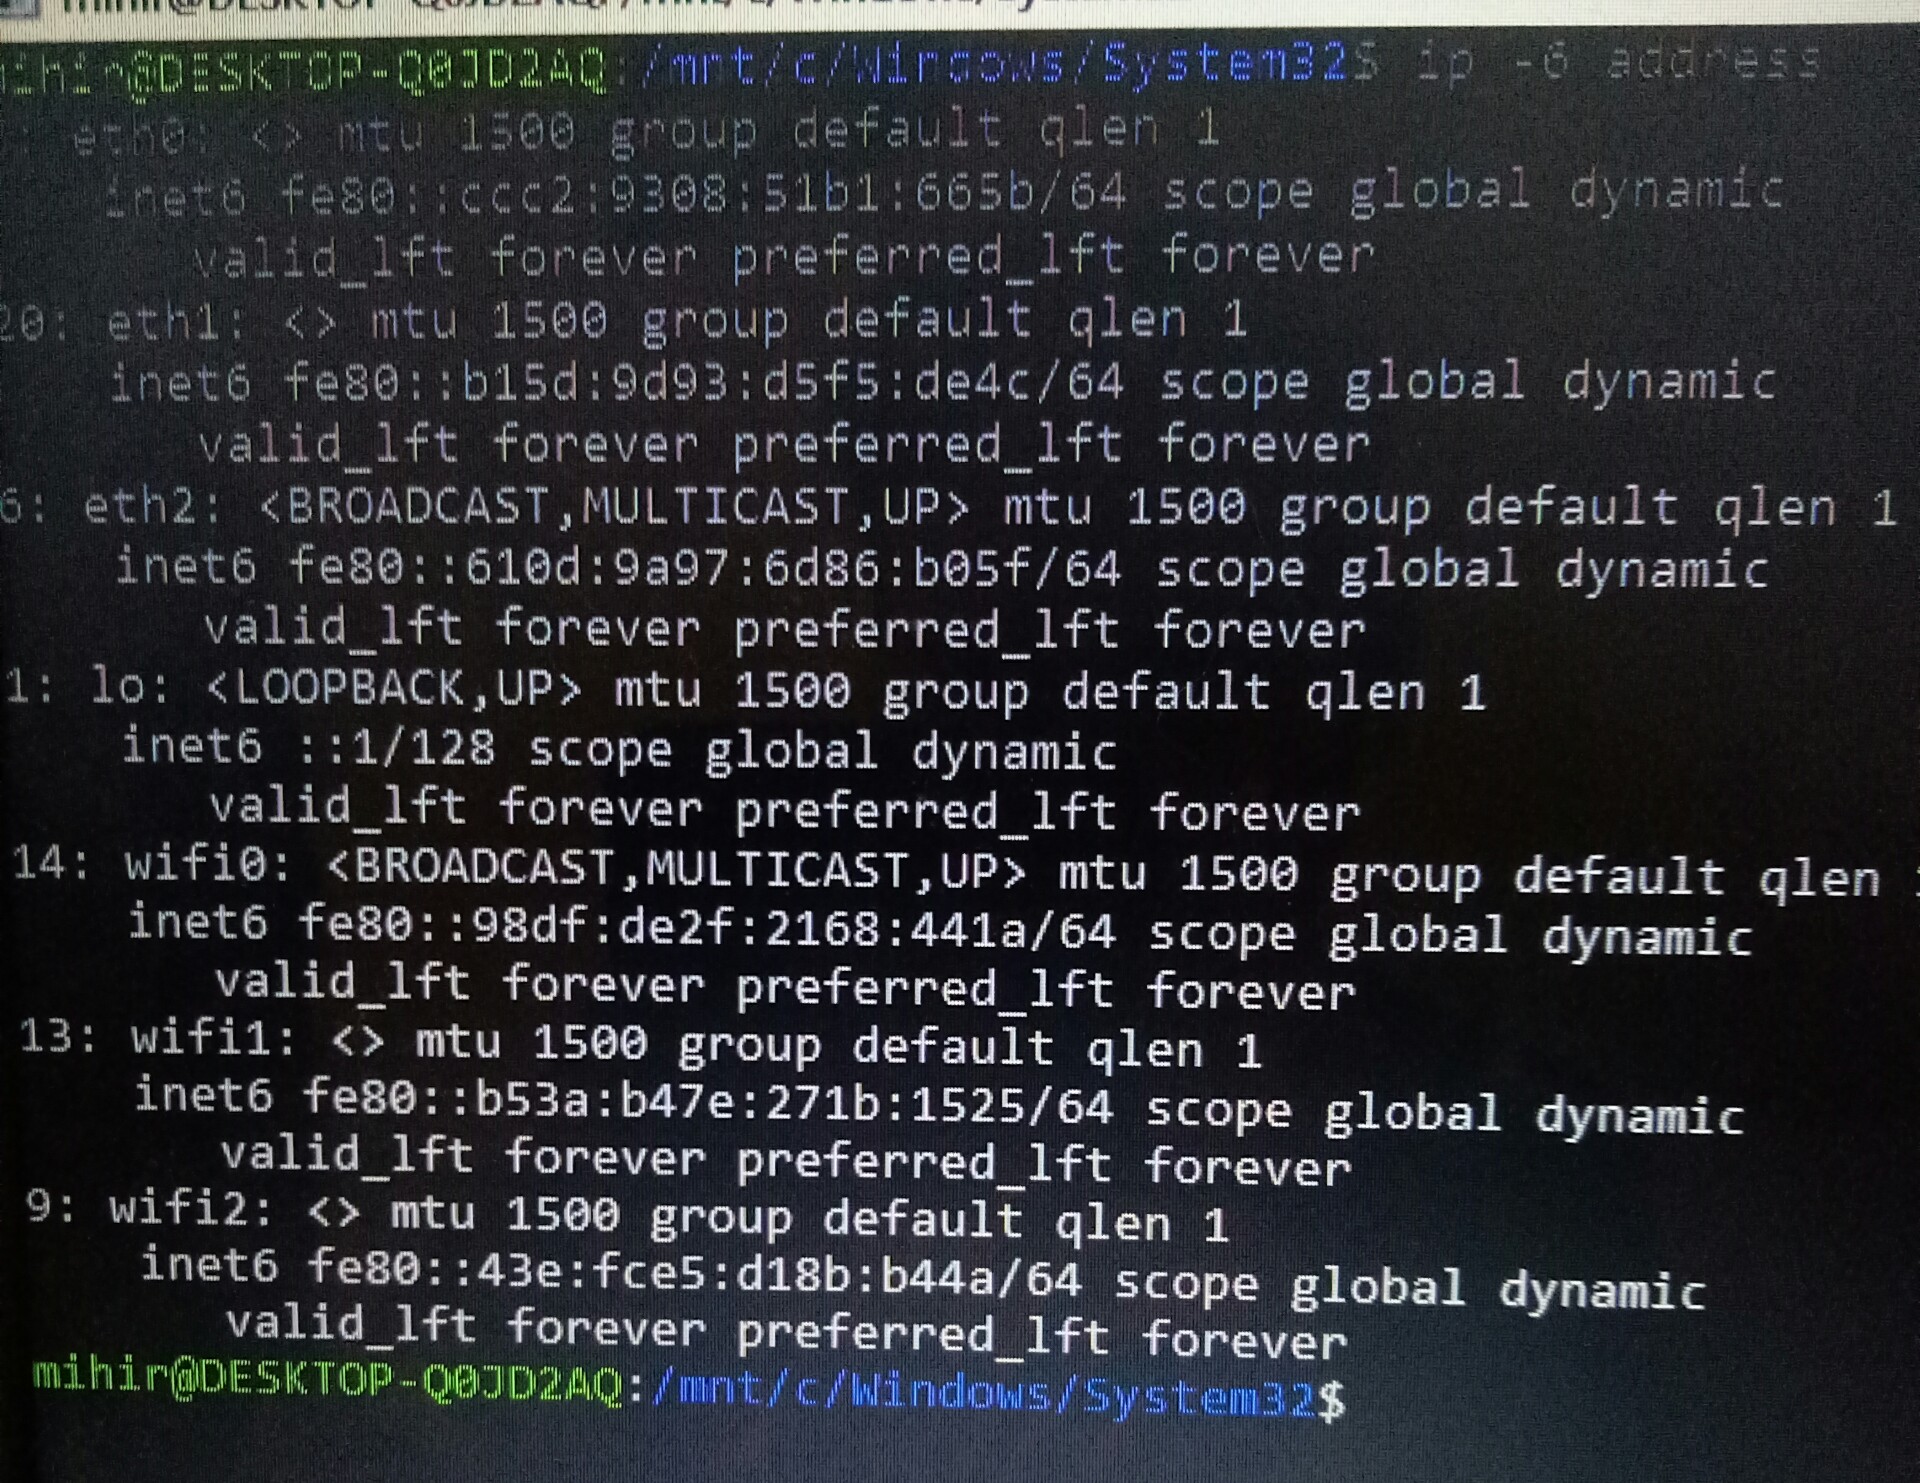 mihir@DESKTOP-Q0JD2AQ:/mnt/c/Windows/System32$ ip -6 address
: eth0: <> mtu 1500 group default qlen 1
inet6 fe80::ccc2:9308:51b1:665b/64 scope global dynamic
valid_lft forever preferred_lft forever
20: eth1: <> mtu 1500 group default qlen 1
inet6 fe80::b15d:9d93:d5f5:de4c/64 scope global dynamic
valid_lft forever preferred_lft forever
6: eth2: <BROADCAST,MULTICAST,UP> mtu 1500 group default qlen 1
inet6 fe80::610d:9a97:6d86:b05f/64 scope global dynamic
valid_lft forever preferred_lft forever
1: lo: <LOOPBACK,UP> mtu 1500 group default qlen 1
inet6 ::1/128 scope global dynamic
valid_lft forever preferred_lft forever
14: wifi0: <BROADCAST,MULTICAST,UP> mtu 1500 group default qlen
inet6 fe80::98df:de2f:2168:441a/64 scope global dynamic
valid_lft forever preferred_lft forever
13: wifi1: <> mtu 1500 group default qlen 1
inet6 fe80::b53a:b47e:271b:1525/64 scope global dynamic
valid_lft forever preferred_lft forever
9: wifi2: <> mtu 1500 group default qlen 1
inet6 fe80::43e:fce5:d18b:b44a/64 scope global dynamic
valid_lft forever preferred_lft forever
mihir@DESKTOP-Q0JD2AQ:/mnt/c/Windows/System32$